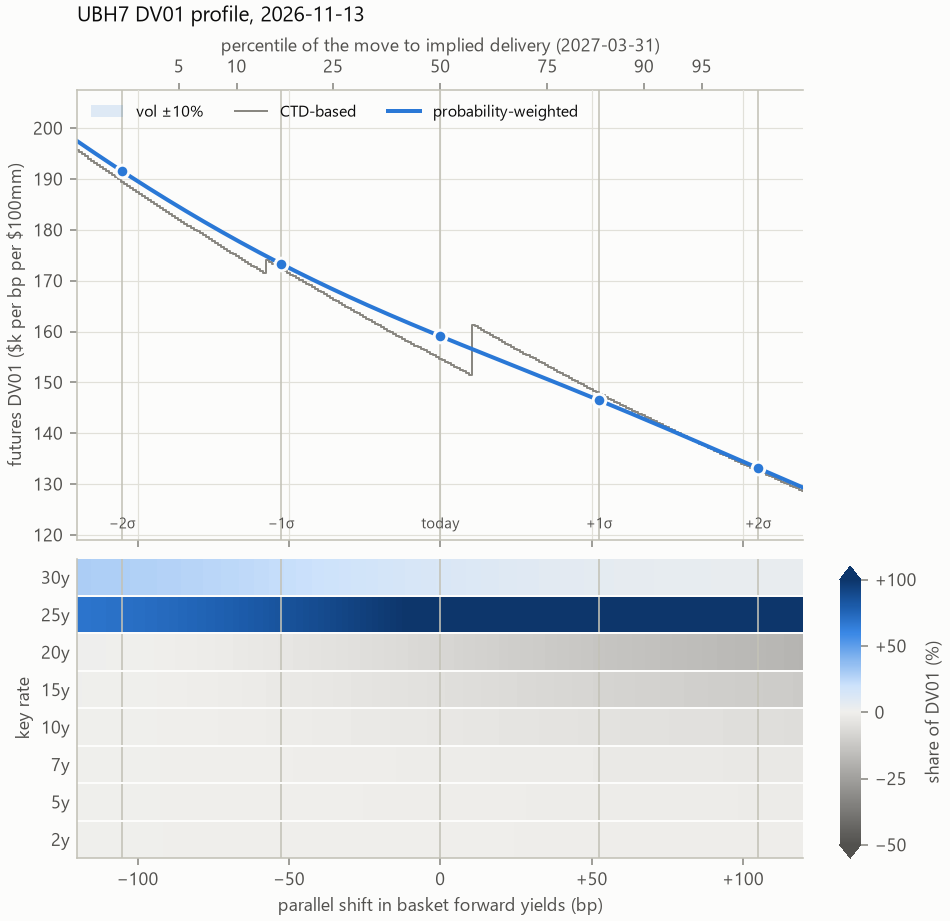 UBH7 DV01 profile, 2026-11-13
percentile of the move to implied delivery (2027-03-31)
5 10 25 50 75 90 95
vol ±10% CTD-based probability-weighted
futures DV01 ($k per bp per $100mm)
200
190
180
170
160
150
140
130
120
−2σ −1σ today +1σ +2σ
key rate
30y
25y
20y
15y
10y
7y
5y
2y
−100 −50 0 +50 +100
parallel shift in basket forward yields (bp)
+100
+50
0
−25
−50
share of DV01 (%)